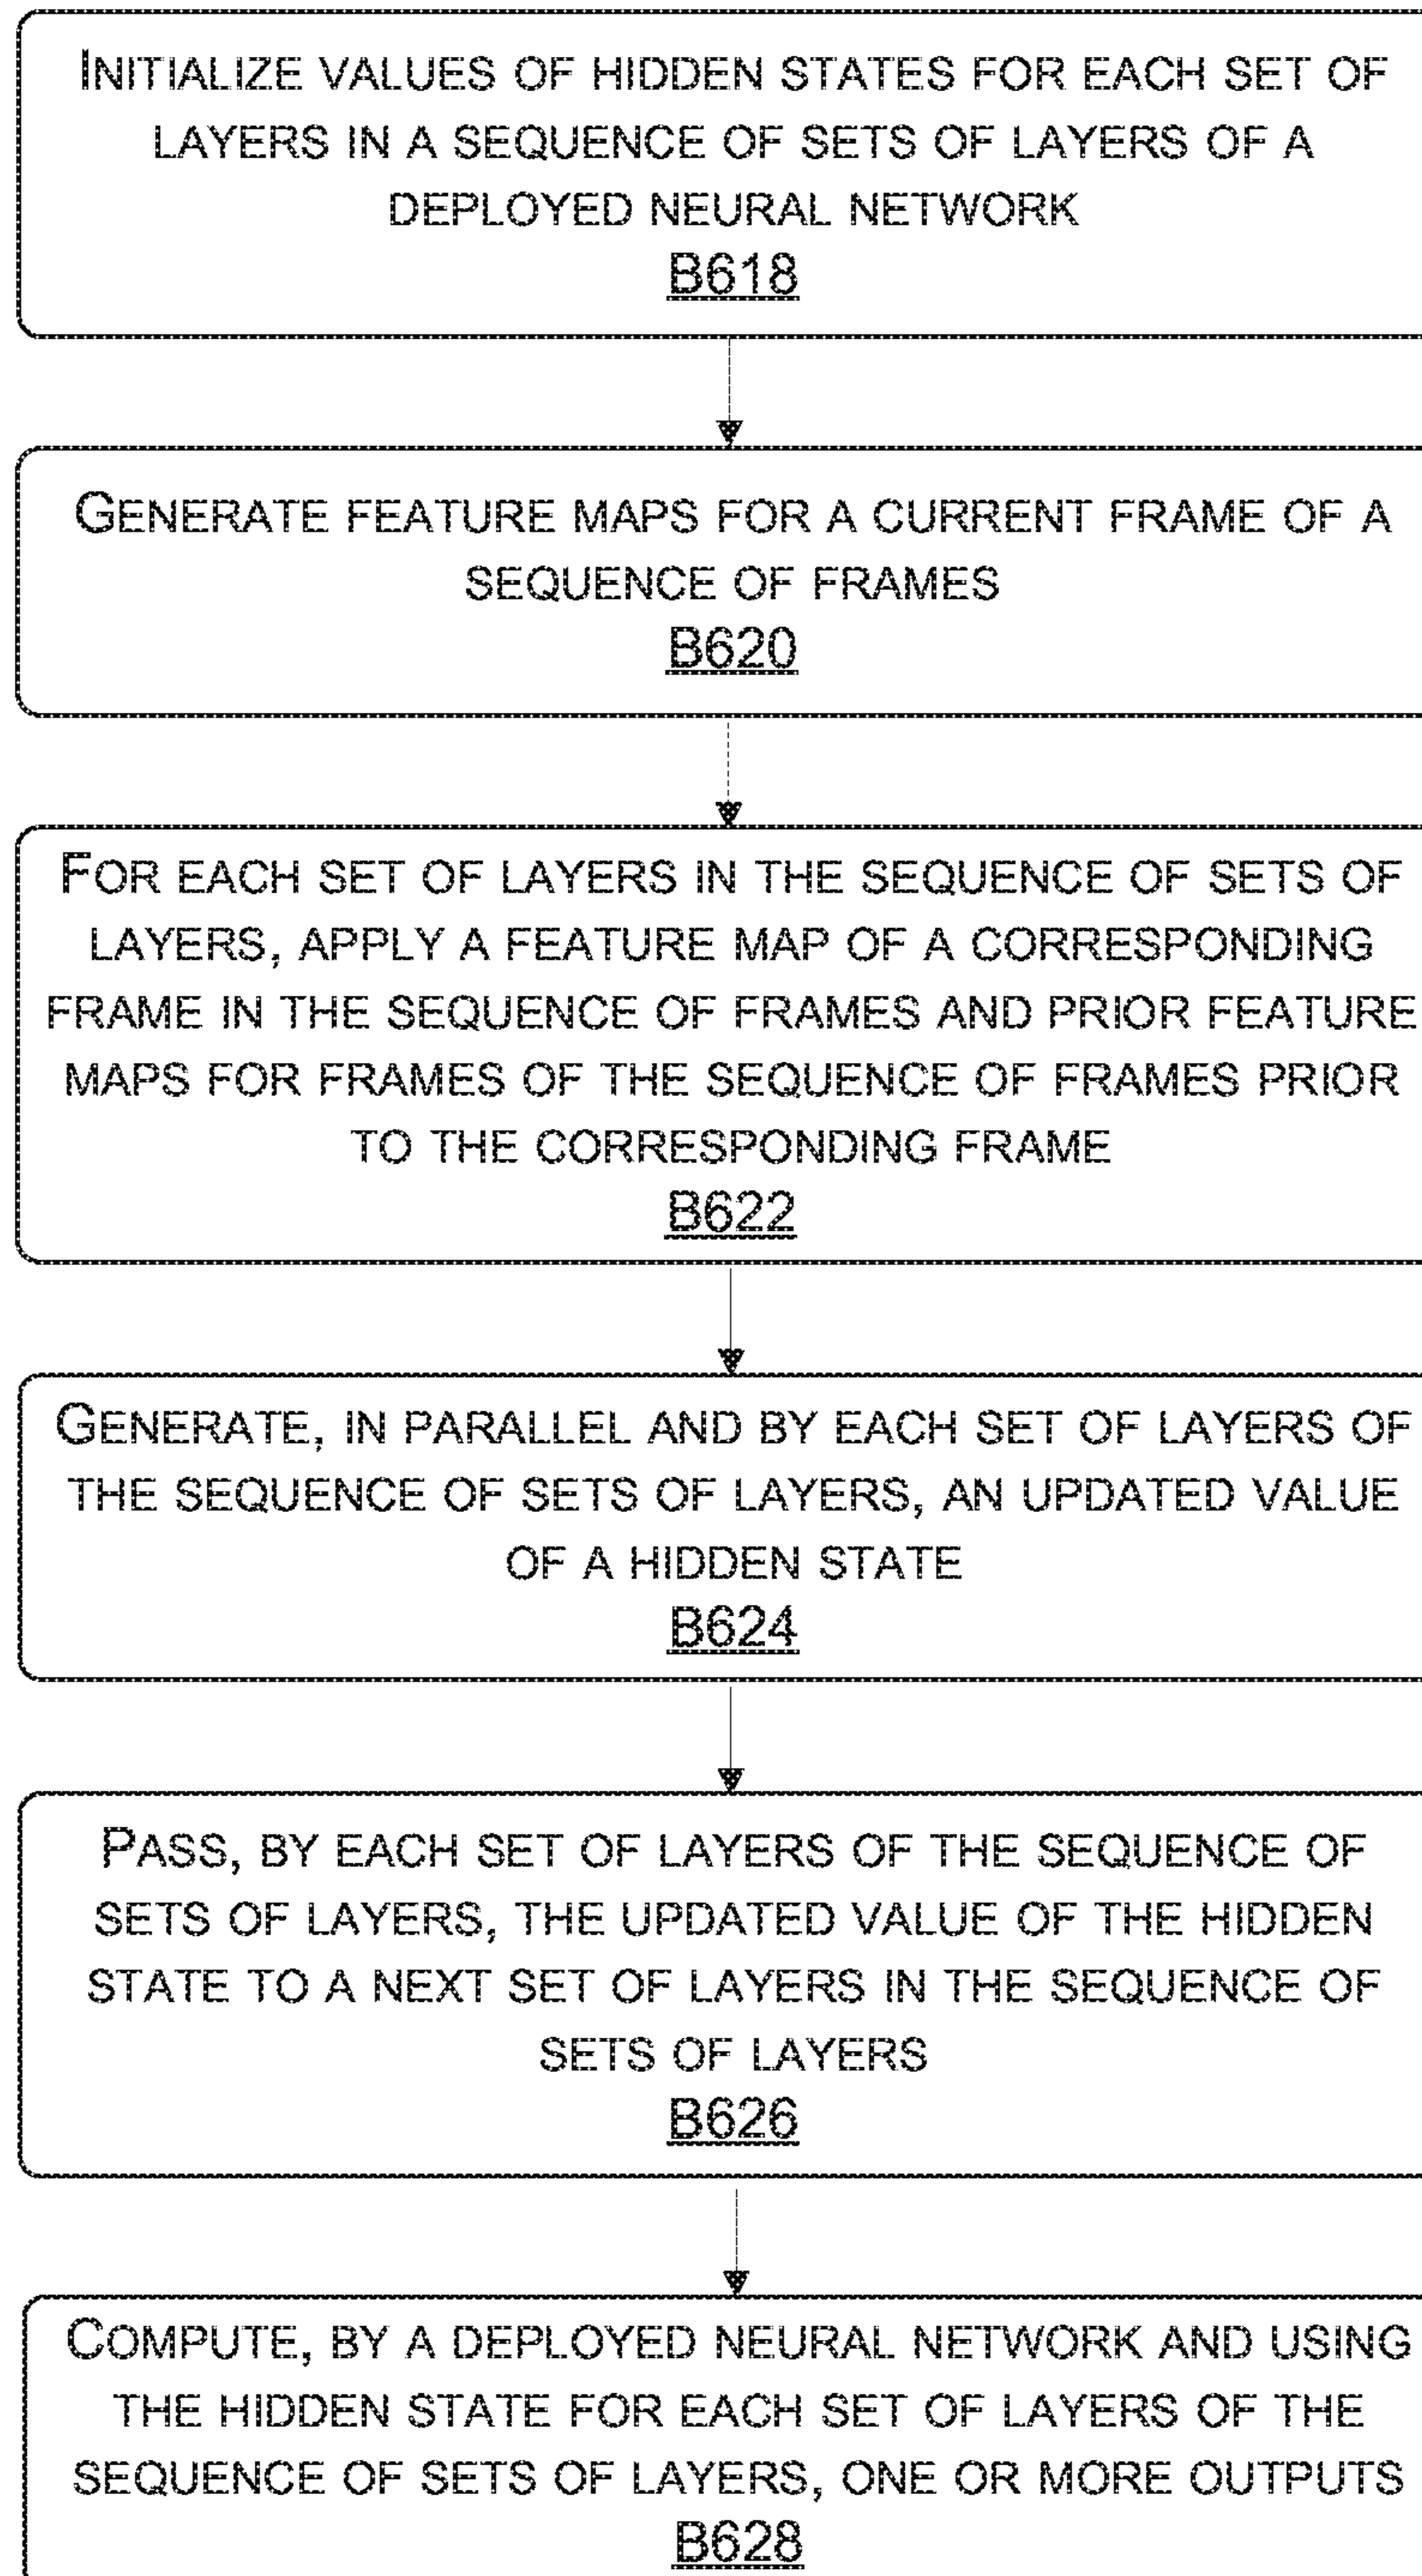 INITIALIZE VALUES OF HIDDEN STATES FOR EACH SET OF
LAYERS IN A SEQUENCE OF SETS OF LAYERS OF A
DEPLOYED NEURAL NETWORK
B618
GENERATE FEATURE MAPS FOR A CURRENT FRAME OF A
SEQUENCE OF FRAMES
B620
FOR EACH SET OF LAYERS IN THE SEQUENCE OF SETS OF
LAYERS, APPLY A FEATURE MAP OF A CORRESPONDING
FRAME IN THE SEQUENCE OF FRAMES AND PRIOR FEATURE
MAPS FOR FRAMES OF THE SEQUENCE OF FRAMES PRIOR
TO THE CORRESPONDING FRAME
B622
GENERATE, IN PARALLEL AND BY EACH SET OF LAYERS OF
THE SEQUENCE OF SETS OF LAYERS, AN UPDATED VALUE
OF A HIDDEN STATE
B624
PASS, BY EACH SET OF LAYERS OF THE SEQUENCE OF
SETS OF LAYERS, THE UPDATED VALUE OF THE HIDDEN
STATE TO A NEXT SET OF LAYERS IN THE SEQUENCE OF
SETS OF LAYERS
B626
COMPUTE, BY A DEPLOYED NEURAL NETWORK AND USING
THE HIDDEN STATE FOR EACH SET OF LAYERS OF THE
SEQUENCE OF SETS OF LAYERS, ONE OR MORE OUTPUTS
B628